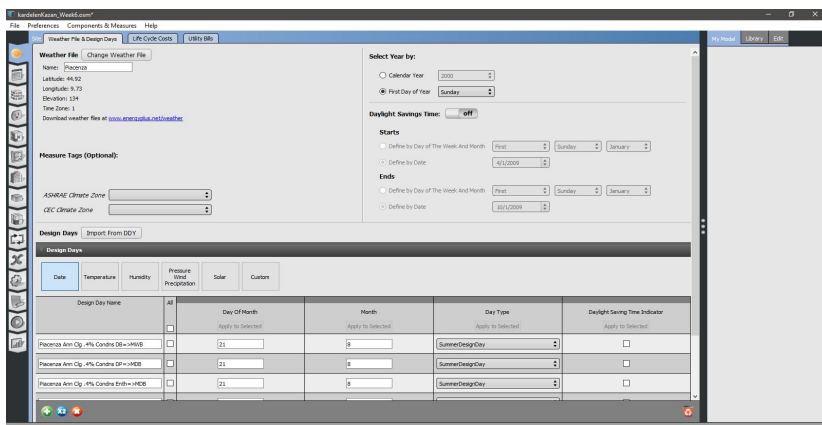 kardelenKazan_Week6.osm*
File Preferences Components & Measures Help
Site Weather File & Design Days Life Cycle Costs Utility Bills
My Model Library Edit
Weather File Change Weather File
Name: Piacenza
Latitude: 44.92
Longitude: 9.73
Elevation: 134
Time Zone: 1
Download weather files at www.energyplus.net/weather
Measure Tags (Optional):
ASHRAE Climate Zone
CEC Climate Zone
Select Year by:
Calendar Year 2000
First Day of Year Sunday
Daylight Savings Time: off
Starts
Define by Day of The Week And Month First Sunday January
Define by Date 4/1/2009
Ends
Define by Day of The Week And Month First Sunday January
Define by Date 10/1/2009
Design Days Import From DDY
Design Days
Date Temperature Humidity Pressure Wind Precipitation Solar Custom
Design Day Name All Day Of Month Month Day Type Daylight Saving Time Indicator
Apply to Selected Apply to Selected Apply to Selected Apply to Selected
Piacenza Ann Clg .4% Condns DB=>MWB 21 8 SummerDesignDay
Piacenza Ann Clg .4% Condns DP=>MDB 21 8 SummerDesignDay
Piacenza Ann Clg .4% Condns Enth=>MDB 21 8 SummerDesignDay
x2